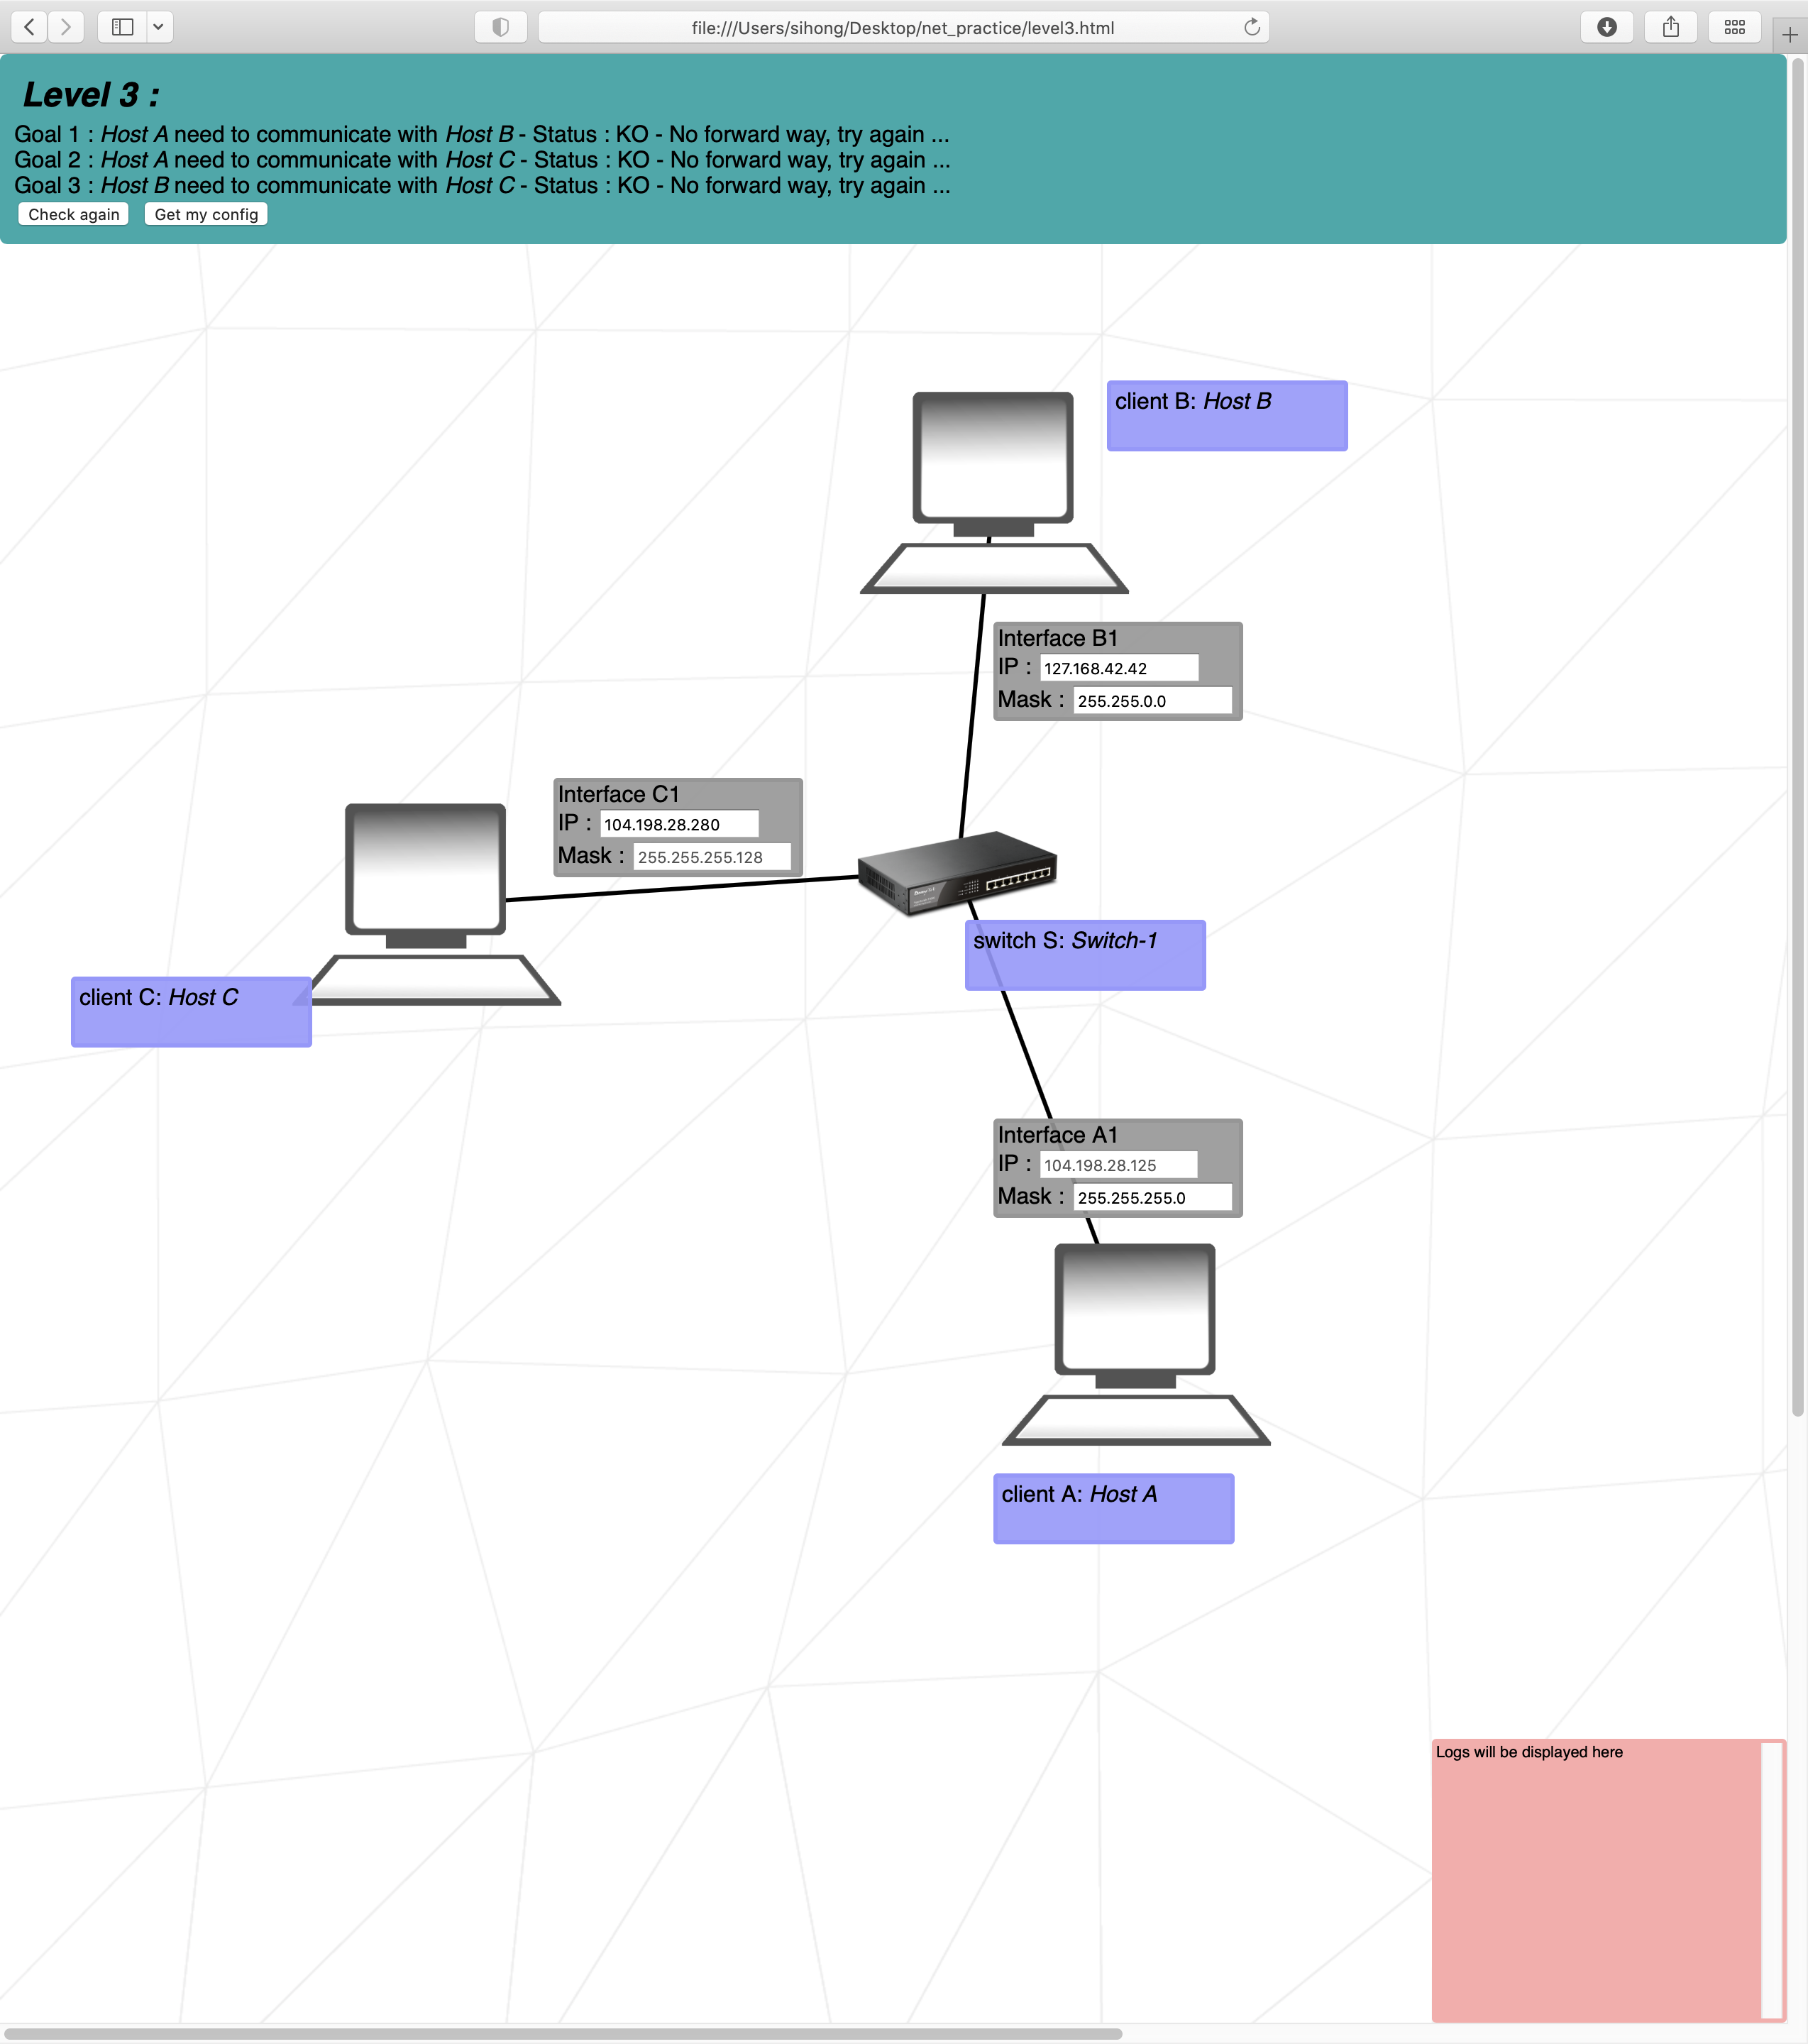 file:///Users/sihong/Desktop/net_practice/level3.html
Level 3 :
Goal 1 : Host A need to communicate with Host B - Status : KO - No forward way, try again ...
Goal 2 : Host A need to communicate with Host C - Status : KO - No forward way, try again ...
Goal 3 : Host B need to communicate with Host C - Status : KO - No forward way, try again ...
Check again Get my config
client B: Host B
Interface B1
IP : 127.168.42.42
Mask : 255.255.0.0
Interface C1
IP : 104.198.28.280
Mask : 255.255.255.128
switch S: Switch-1
client C: Host C
Interface A1
IP : 104.198.28.125
Mask : 255.255.255.0
client A: Host A
Logs will be displayed here